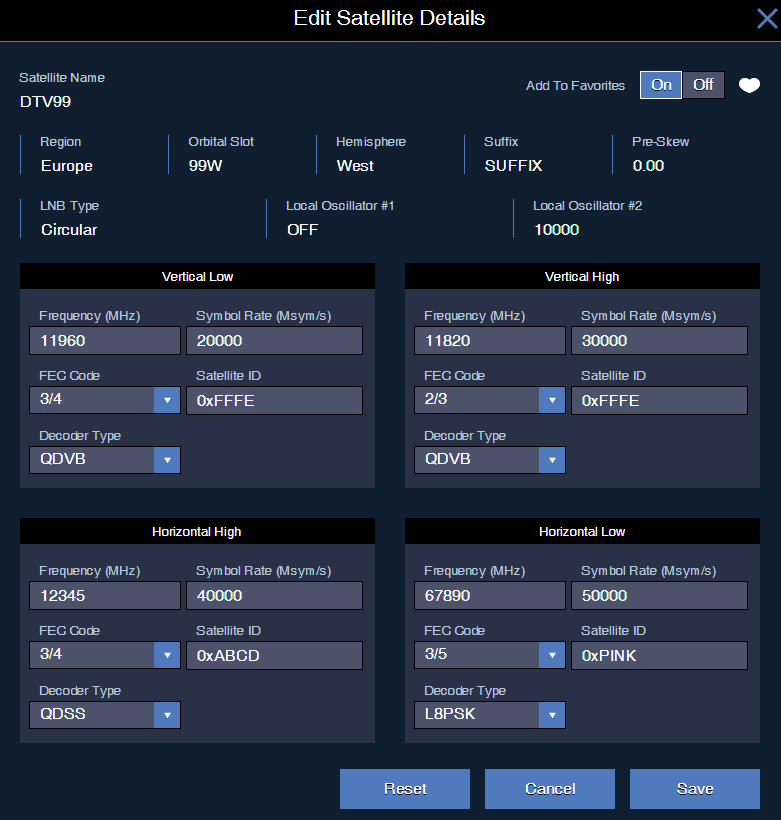 Edit Satellite Details
Satellite Name
DTV99
Add To Favorites On Off
Region Orbital Slot Hemisphere Suffix Pre-Skew
Europe 99W West SUFFIX 0.00
LNB Type Local Oscillator #1 Local Oscillator #2
Circular OFF 10000
Vertical Low
Frequency (MHz) Symbol Rate (Msym/s)
11960 20000
FEC Code Satellite ID
3/4 0xFFFE
Decoder Type
QDVB
Vertical High
Frequency (MHz) Symbol Rate (Msym/s)
11820 30000
FEC Code Satellite ID
2/3 0xFFFE
Decoder Type
QDVB
Horizontal High
Frequency (MHz) Symbol Rate (Msym/s)
12345 40000
FEC Code Satellite ID
3/4 0xABCD
Decoder Type
QDSS
Horizontal Low
Frequency (MHz) Symbol Rate (Msym/s)
67890 50000
FEC Code Satellite ID
3/5 0xPINK
Decoder Type
L8PSK
Reset Cancel Save